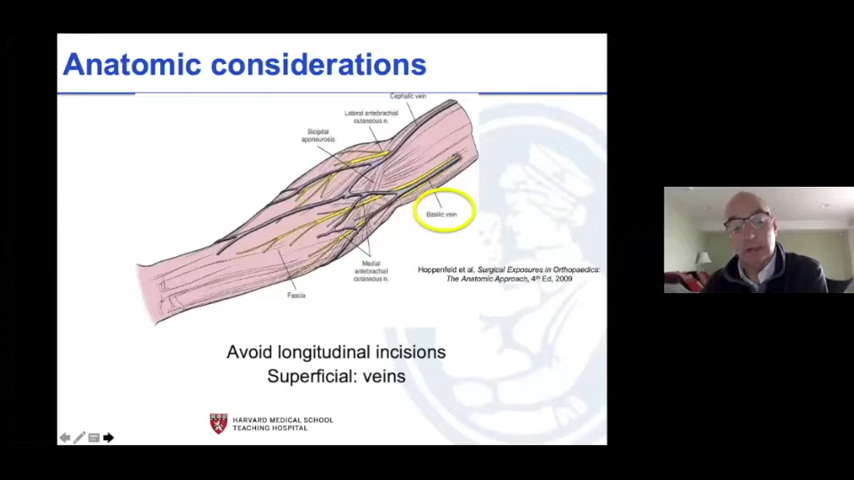 Anatomic considerations
Cephalic vein
Lateral antebrachial
cutaneous n.
Bicipital
aponeurosis
Basilic vein
Medial
antebrachial
cutaneous n.
Fascia
Hoppenfeld et al, Surgical Exposures in Orthopaedics:
The Anatomic Approach, 4th Ed, 2009
Avoid longitudinal incisions
Superficial: veins
HARVARD MEDICAL SCHOOL
TEACHING HOSPITAL